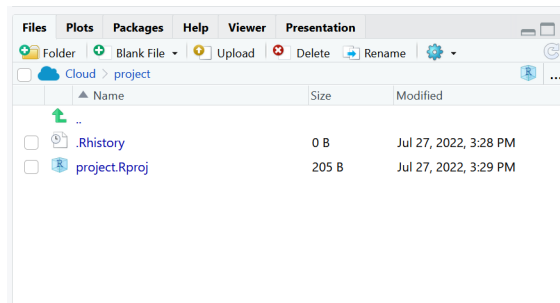 Files Plots Packages Help Viewer Presentation
Folder Blank File Upload Delete Rename
Cloud > project R ...
Name Size Modified
..
.Rhistory 0 B Jul 27, 2022, 3:28 PM
R project.Rproj 205 B Jul 27, 2022, 3:29 PM